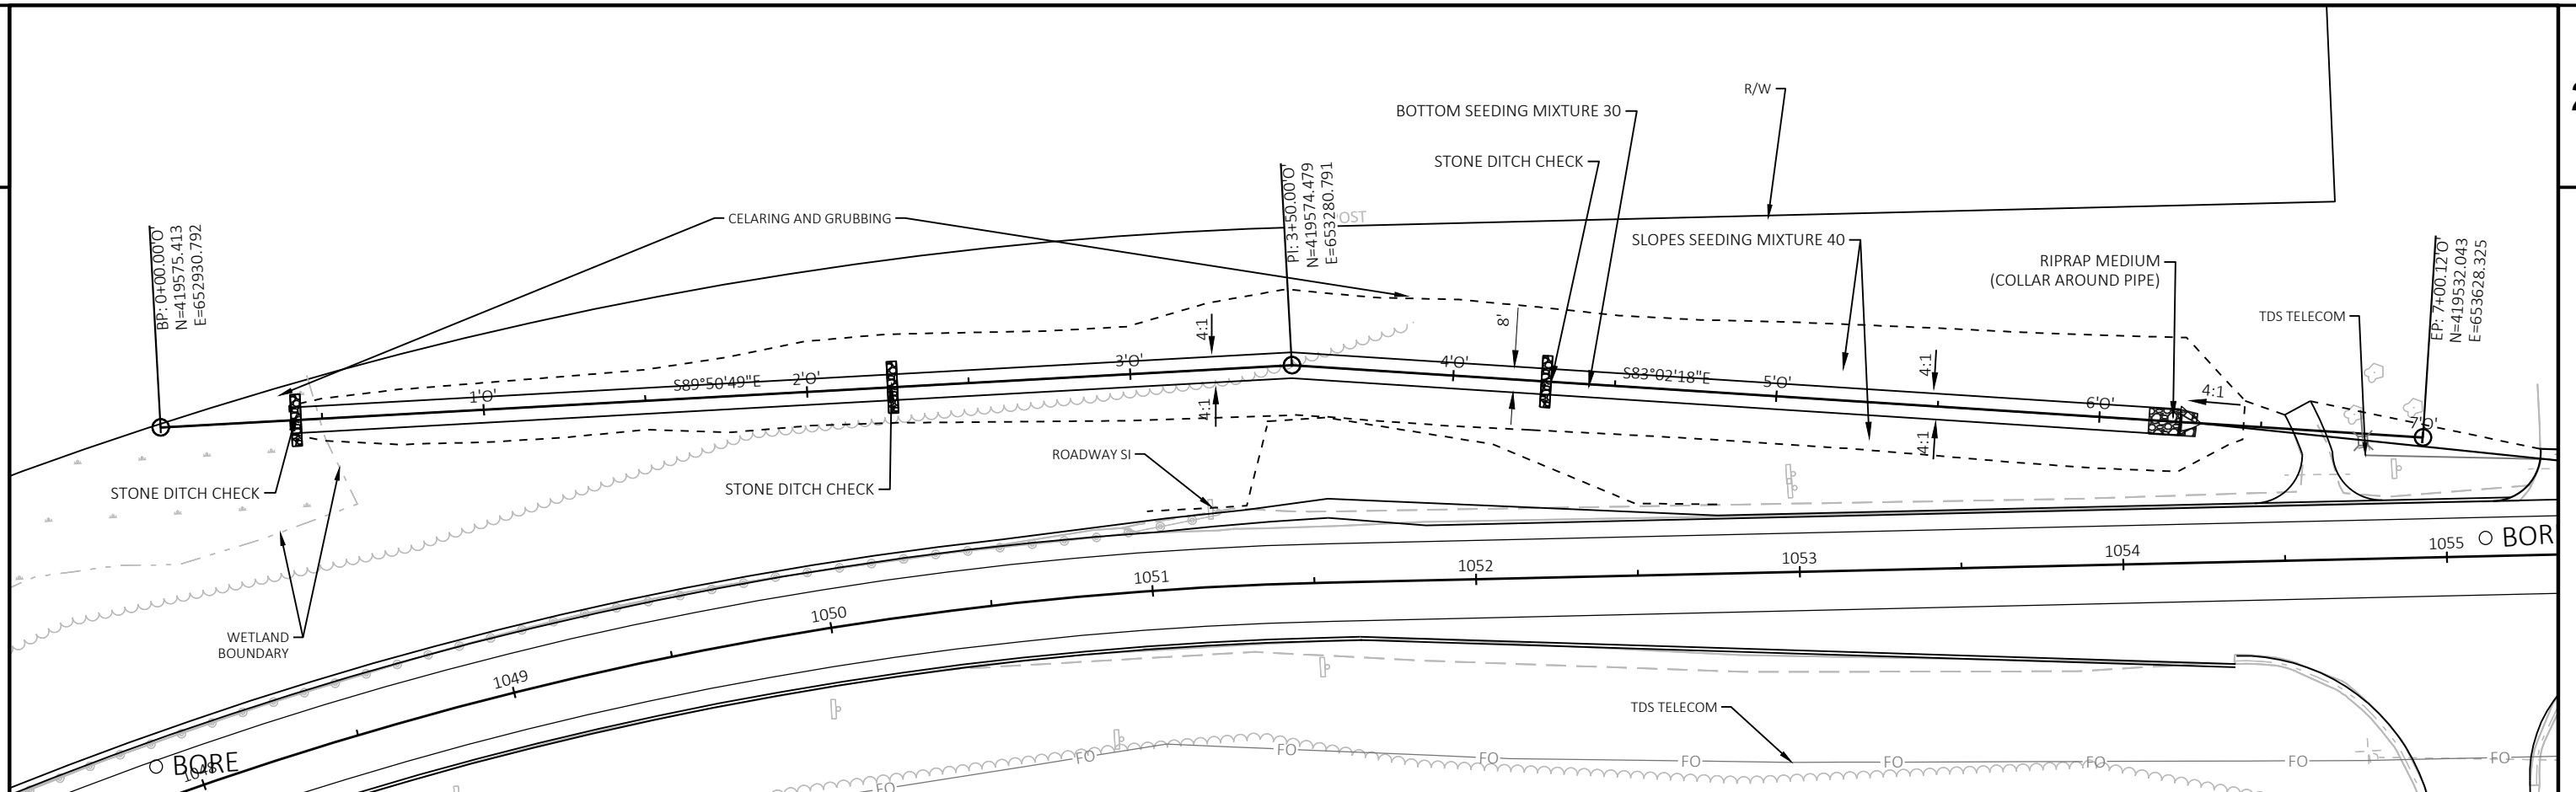 R/W
BOTTOM SEEDING MIXTURE 30
STONE DITCH CHECK
CELARING AND GRUBBING
OST
SLOPES SEEDING MIXTURE 40
RIPRAP MEDIUM
(COLLAR AROUND PIPE)
TDS TELECOM
BP: 0+00.00'O'
N=419575.413
E=652930.792
PI: 3+50.00'O'
N=419574.479
E=653280.791
EP: 7+00.12'O'
N=419532.043
E=653628.325
4:1
8'
4:1
4:1
1'O'
S89°50'49"E
2'O'
3'O'
4'O'
S83°02'18"E
5'O'
6'O'
7'O'
4:1
4:1
ROADWAY SI
STONE DITCH CHECK
STONE DITCH CHECK
WETLAND
BOUNDARY
BORE
1048
1049
1050
1051
1052
1053
1054
1055
BOR
TDS TELECOM
FO
FO
FO
FO
FO
FO
FO
FO
FO